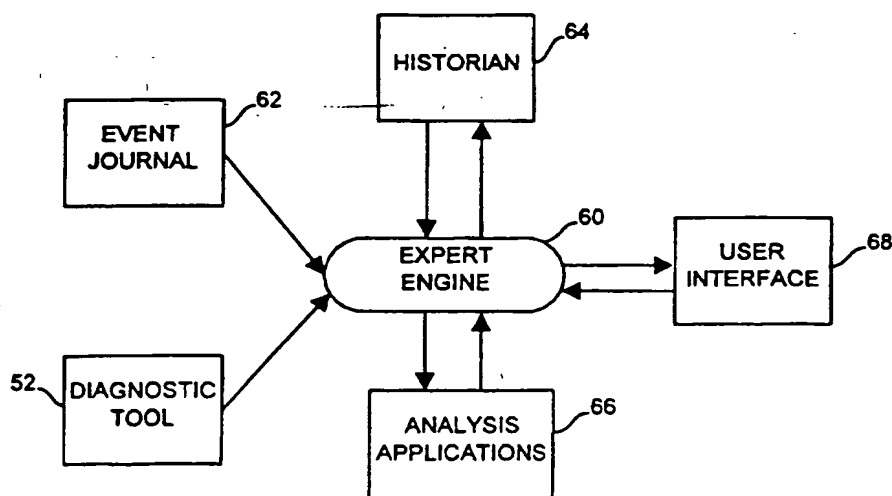 64
HISTORIAN
62
EVENT
JOURNAL
60
EXPERT
ENGINE
68
USER
INTERFACE
52
DIAGNOSTIC
TOOL
66
ANALYSIS
APPLICATIONS